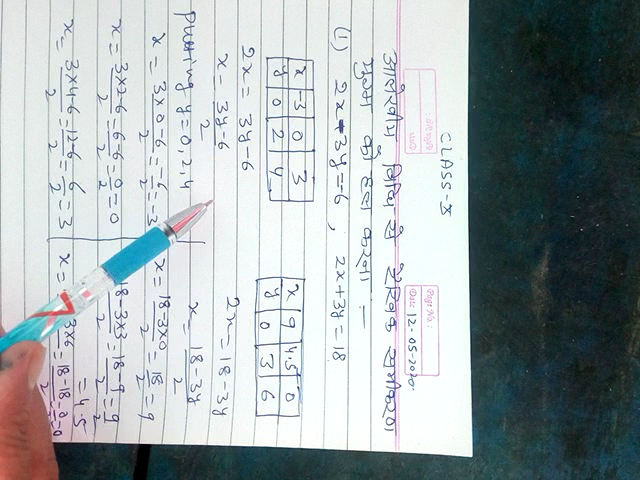 CLASS-X
Page No:
Date: 12-05-2020
आलेखीय विधि से रैखिक समीकरण
युग्म को हल करना -
(1) 2x-3y=-6, 2x+3y=18
x -3 0 3
y 0 2 4
x 9 4.5 0
y 0 3 6
2x = 3y-6
x = 3y-6/2
Putting y=0,2,4
x = 3×0-6/2 = -6/2 = -3
x = 3×2-6/2 = 6-6/2 = 0/2 = 0
x = 3×4-6/2 = 12-6/2 = 6/2 = 3
2x = 18-3y
x = 18-3y/2
x = 18-3×0/2 = 18/2 = 9
18-3×3/2 = 18-9/2 = 9/2
= 4.5
x = 3×6/2 = 18-18/2 = 0/2 = 0